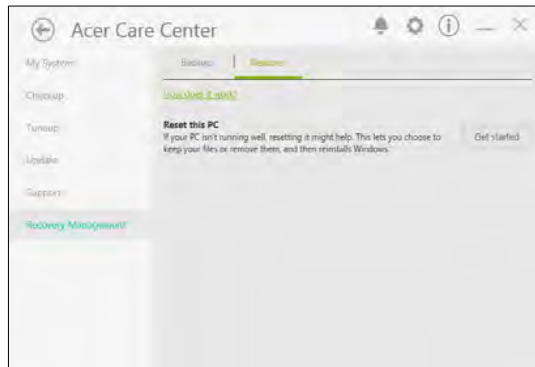 Acer Care Center
My System
Backup
Restore
Checkup
How does it work?
Tuneup
Reset this PC
If your PC isn't running well, resetting it might help. This lets you choose to
keep your files or remove them, and then reinstalls Windows.
Get started
Update
Support
Recovery Management